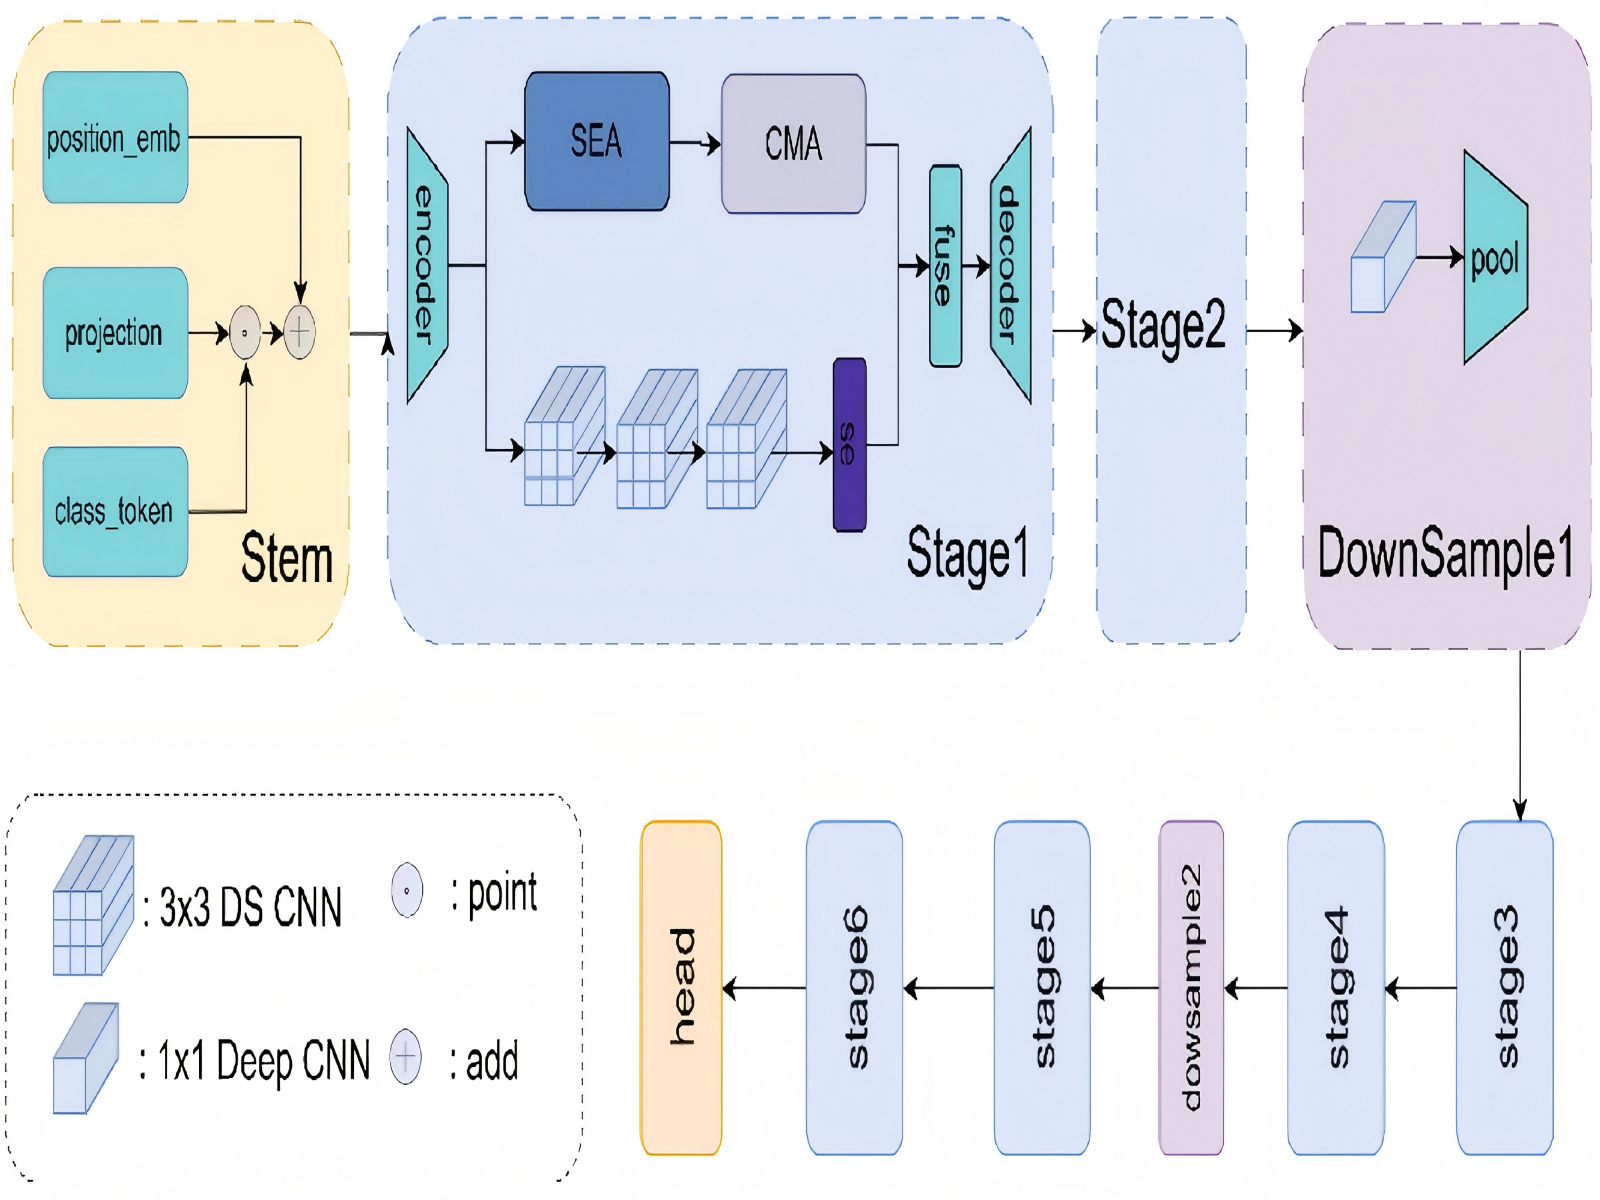 position_emb
projection
class_token
Stem
encoder
SEA
CMA
se
fuse
decoder
Stage1
Stage2
pool
DownSample1
: 3x3 DS CNN
: point
: 1x1 Deep CNN
: add
head
stage6
stage5
dowsample2
stage4
stage3